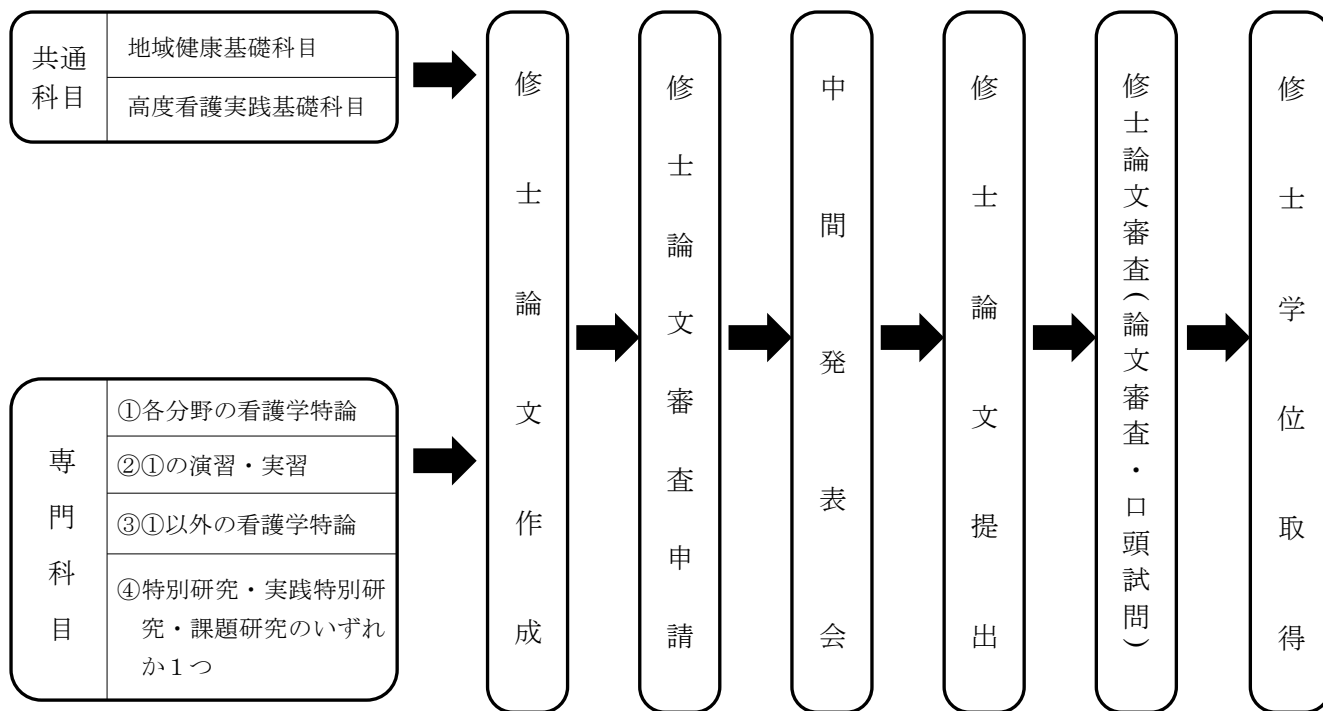 共通
科目
地域健康基礎科目
高度看護実践基礎科目
専門科目
①各分野の看護学特論
②①の演習・実習
③①以外の看護学特論
④特別研究・実践特別研
究・課題研究のいずれ
か１つ
修士論文作成
修士論文審査申請
中間発表会
修士論文提出
修士論文審査(論文審査・口頭試問)
修士学位取得